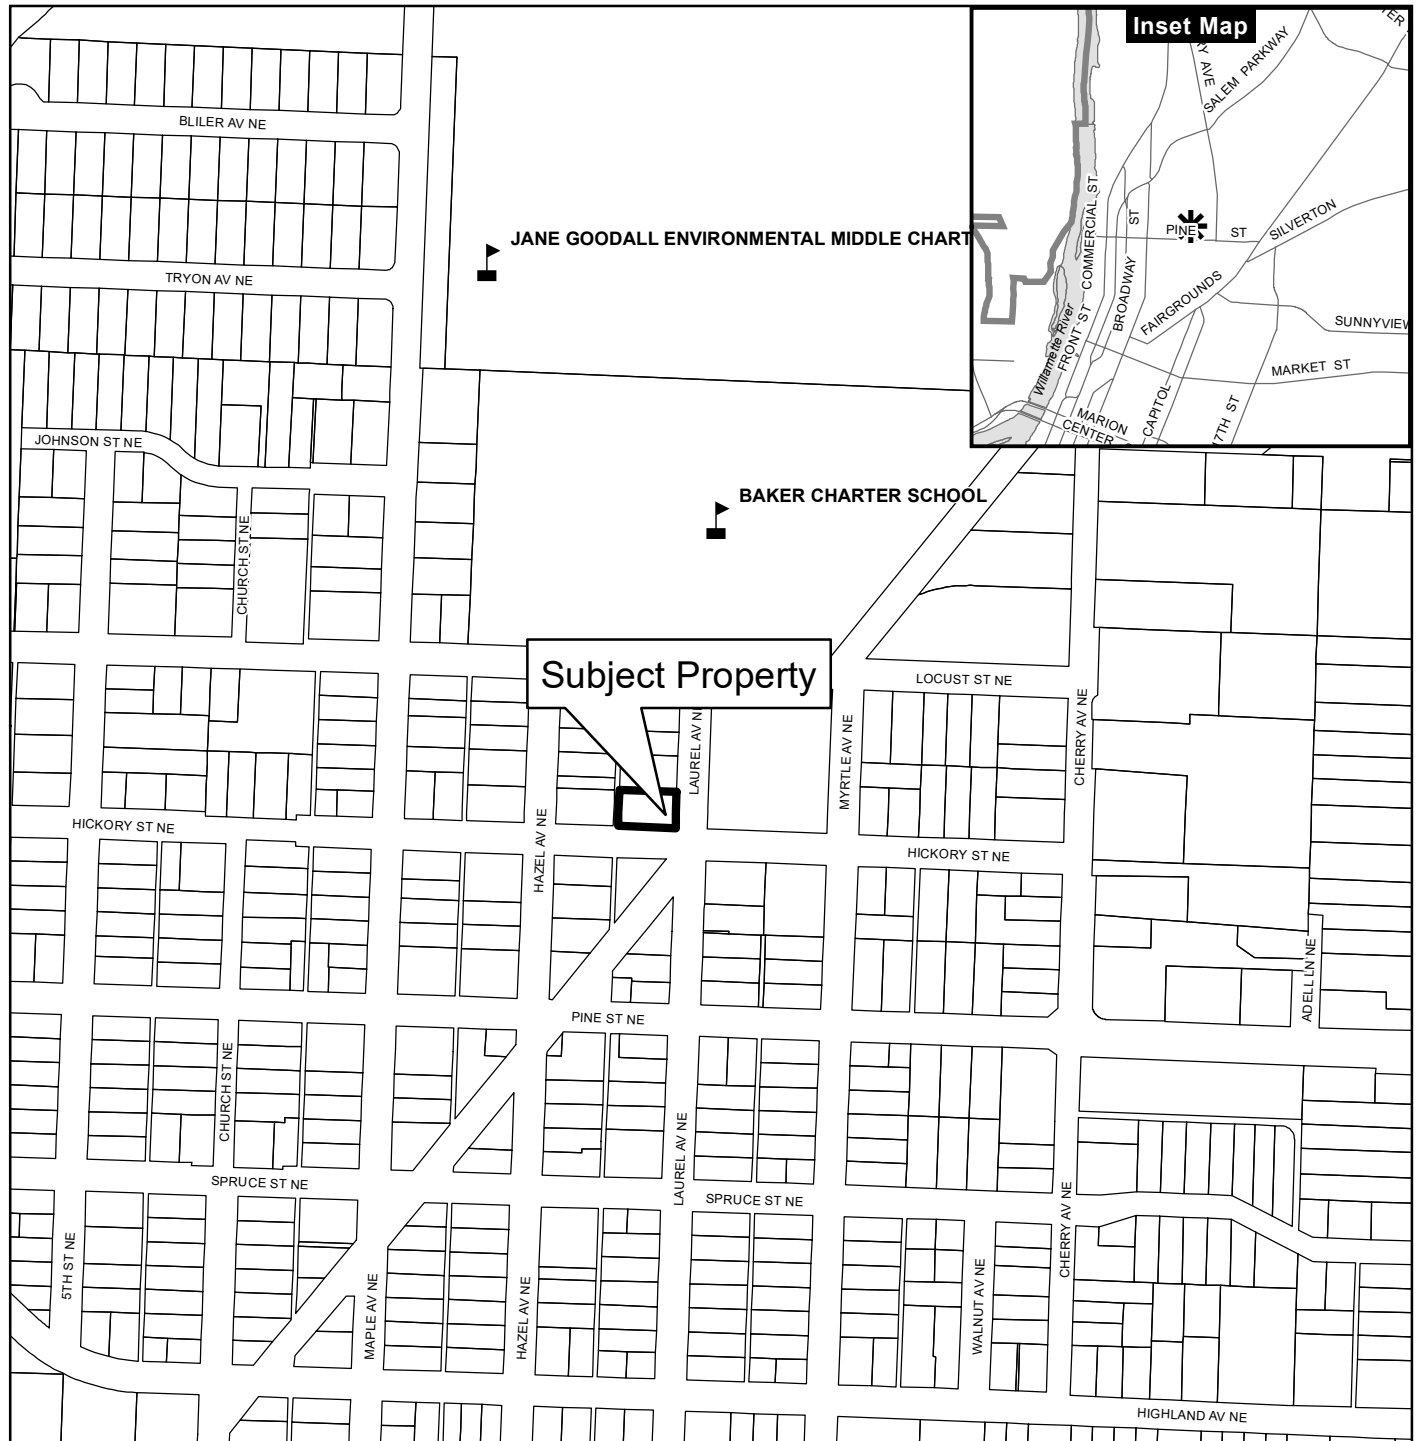 Inset Map
RY AVE
SALEM PARKWAY
COMMERCIAL ST
BROADWAY
ST
PINE
ST
SILVERTON
FAIRGROUNDS
SUNNYVIEW
Willamette River
FRONT ST
MARKET ST
CAPITOL
17TH ST
MARION
CENTER
BLILER AV NE
JANE GOODALL ENVIRONMENTAL MIDDLE CHART
TRYON AV NE
JOHNSON ST NE
BAKER CHARTER SCHOOL
CHURCH ST NE
Subject Property
LOCUST ST NE
LAUREL AV NE
MYRTLE AV NE
CHERRY AV NE
HICKORY ST NE
HAZEL AV NE
HICKORY ST NE
ADELL LN NE
PINE ST NE
CHURCH ST NE
LAUREL AV NE
SPRUCE ST NE
SPRUCE ST NE
CHERRY AV NE
5TH ST NE
MAPLE AV NE
HAZEL AV NE
WALNUT AV NE
HIGHLAND AV NE